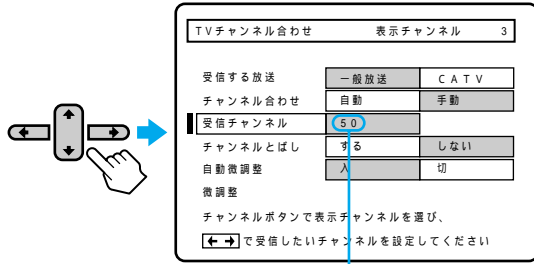 TVチャンネル合わせ 表示チャンネル 3
受信する放送 一般放送 CATV
チャンネル合わせ 自動 手動
受信チャンネル 50
チャンネルとばし する しない
自動微調整 入 切
微調整
チャンネルボタンで表示チャンネルを選び、
←→で受信したいチャンネルを設定してください